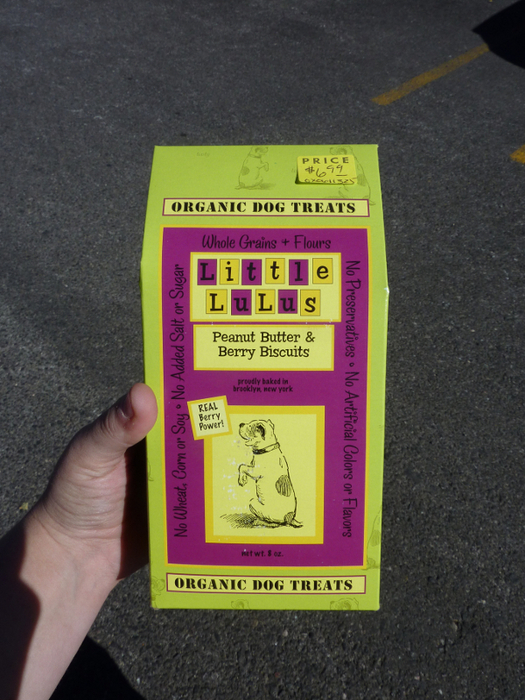 PRICE
$6.99
ORGANIC DOG TREATS
Whole Grains + Flours
Little
LuLus
Peanut Butter &
Berry Biscuits
proudly baked in
brooklyn, new york
REAL
Berry
Power!
No Wheat, Corn or Soy • No Added Salt or Sugar
No Preservatives • No Artificial Colors or Flavors
net wt. 8 oz.
ORGANIC DOG TREATS